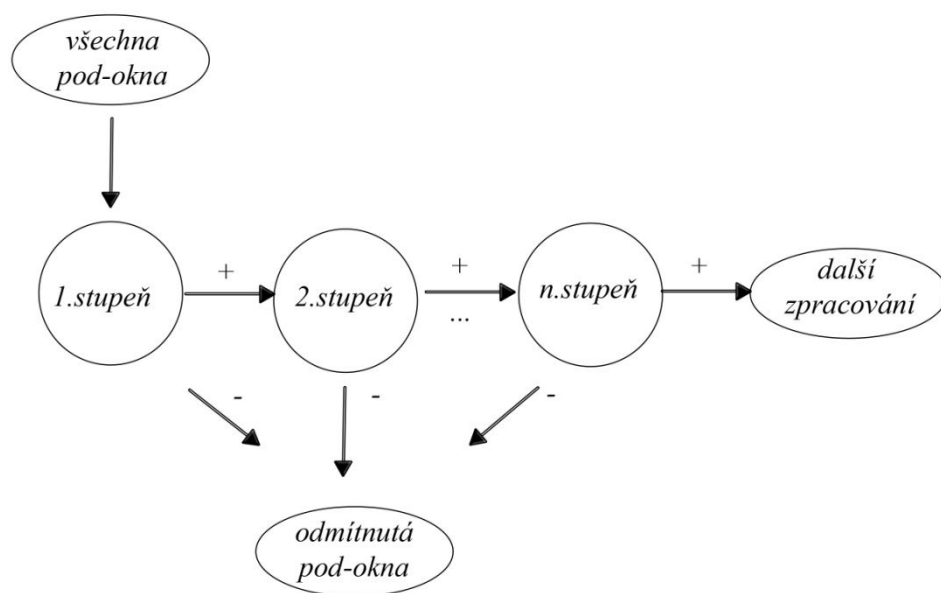 všechna
pod-okna
1.stupeň
+
2.stupeň
+
...
n.stupeň
+
další
zpracování
-
-
-
odmítnutá
pod-okna